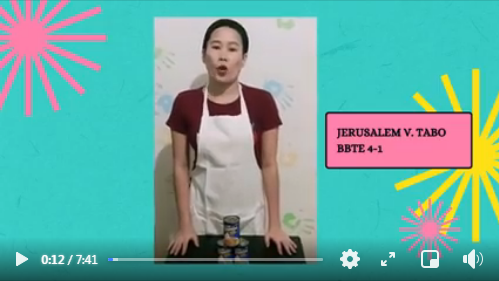 JERUSALEM V. TABO
BBTE 4-1
0:12 / 7:41